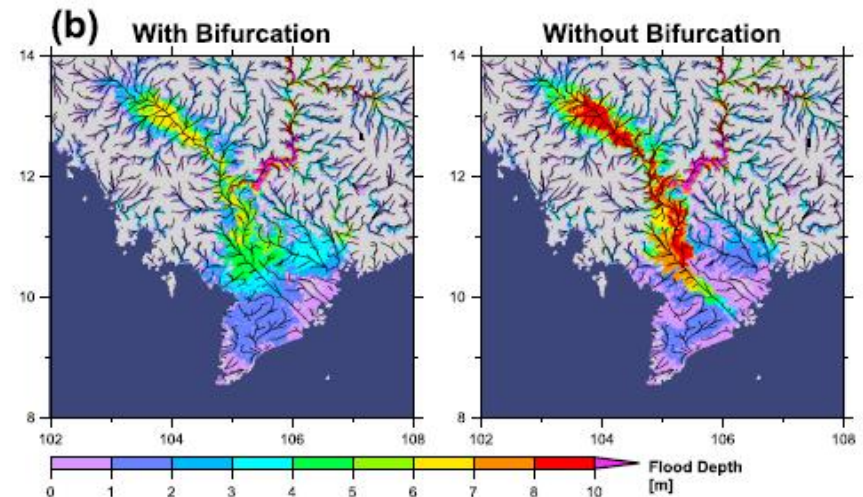 (b) With Bifurcation Without Bifurcation
14 14
12 12
10 10
8 8
102 104 106 108 102 104 106 108
0 1 2 3 4 5 6 7 8 10
Flood Depth
[m]